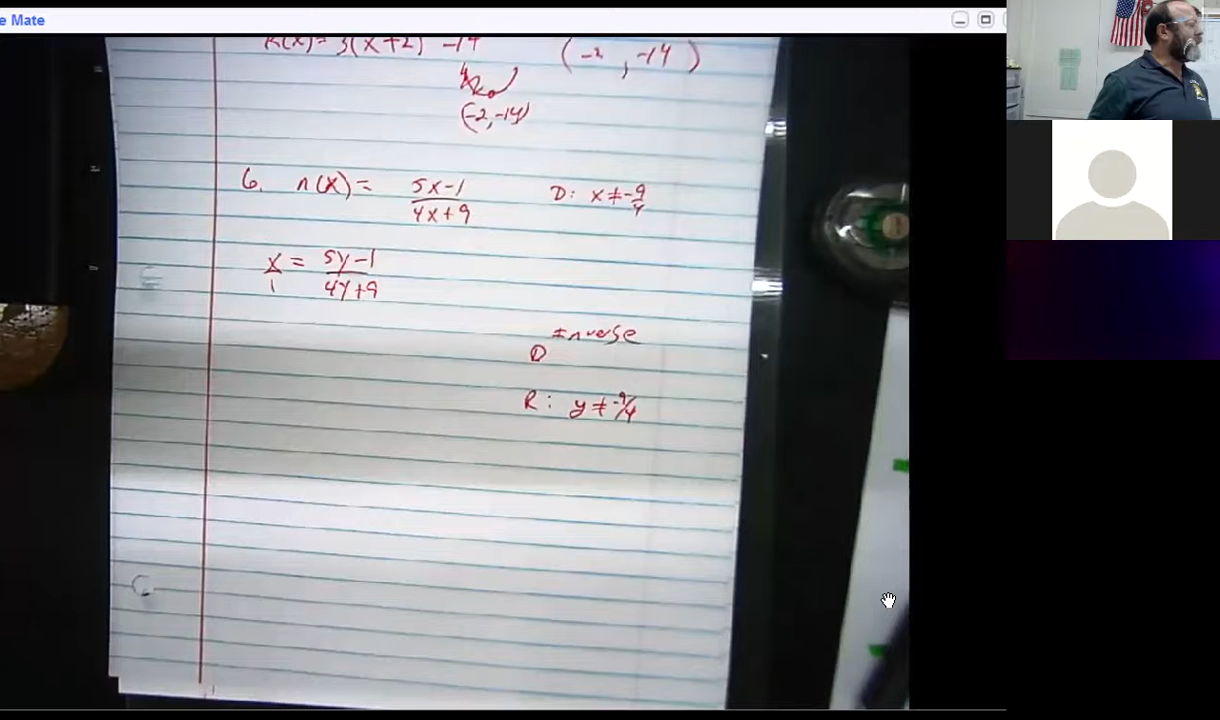 e Mate
k(x) = 3(x+2) -14
(-2, -14)
(-2, -14)
6. n(x) = 5x-1 / 4x+9
D: x ≠ -9/4
x/1 = 5y-1 / 4y+9
Inverse
D
R: y ≠ -9/4